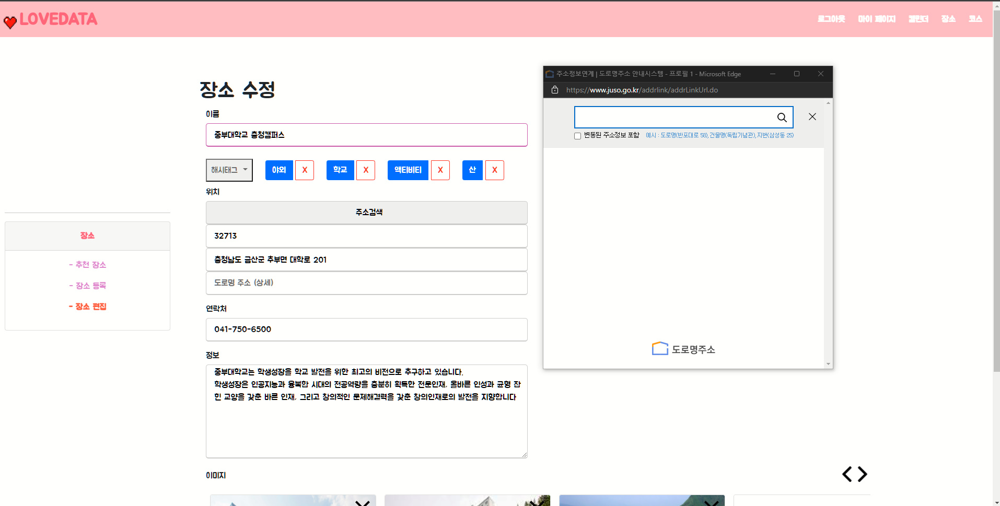 LOVEDATA
로그아웃 마이 페이지 캘린더 장소 코스
장소 수정
이름
중부대학교 충청캠퍼스
해시태그 야외 X 학교 X 액티비티 X 산 X
위치
주소검색
32713
충청남도 금산군 추부면 대학로 201
도로명 주소 (상세)
연락처
041-750-6500
정보
중부대학교는 학생성장을 학교 발전을 위한 최고의 비전으로 추구하고 있습니다.
학생성장은 인공지능과 융복합 시대의 전공역량을 충분히 획득한 전문인재, 올바른 인성과 균형 잡
힌 교양을 갖춘 바른 인재, 그리고 창의적인 문제해결력을 갖춘 창의인재로의 발전을 지향합니다
이미지
장소
- 추천 장소
- 장소 등록
- 장소 편집
주소정보연계 | 도로명주소 안내시스템 - 프로필 1 - Microsoft Edge
https://www.juso.go.kr/addrlink/addrLinkUrl.do
변동된 주소정보 포함 예시 : 도로명(반포대로 58), 건물명(독립기념관), 지번(삼성동 25)
도로명주소